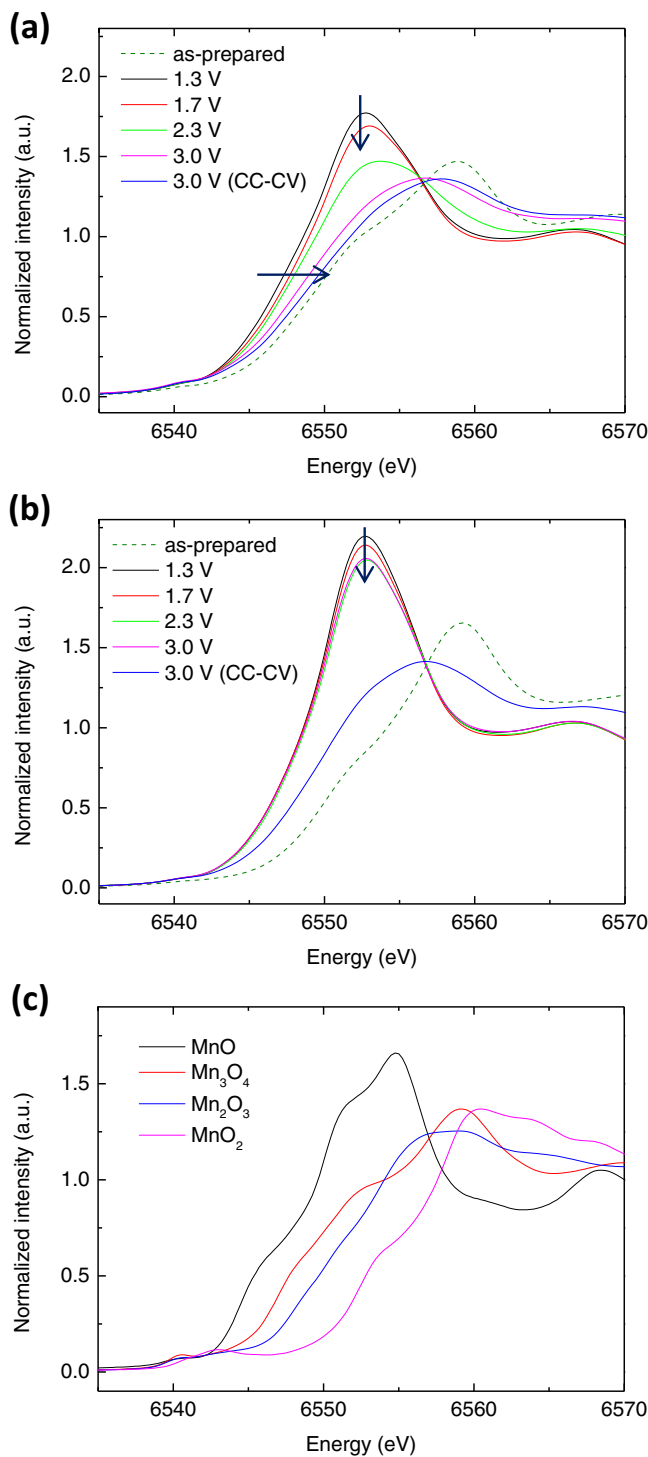 (a)
as-prepared
1.3 V
1.7 V
2.3 V
3.0 V
3.0 V (CC-CV)
2.0
1.5
1.0
0.5
0.0
Normalized intensity (a.u.)
6540 6550 6560 6570
Energy (eV)
(b)
as-prepared
1.3 V
1.7 V
2.3 V
3.0 V
3.0 V (CC-CV)
2.0
1.5
1.0
0.5
0.0
Normalized intensity (a.u.)
6540 6550 6560 6570
Energy (eV)
(c)
MnO
Mn₃O₄
Mn₂O₃
MnO₂
1.5
1.0
0.5
0.0
Normalized intensity (a.u.)
6540 6550 6560 6570
Energy (eV)